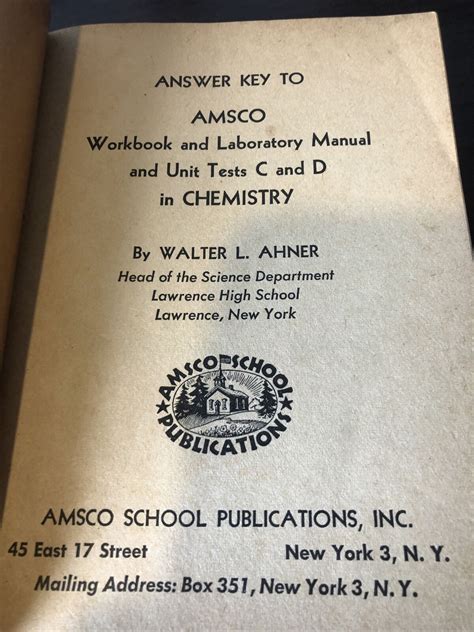 ANSWER KEY TO
AMSCO
Workbook and Laboratory Manual
and Unit Tests C and D
in CHEMISTRY
By WALTER L. AHNER
Head of the Science Department
Lawrence High School
Lawrence, New York
AMSCO SCHOOL
PUBLICATIONS
AMSCO SCHOOL PUBLICATIONS, INC.
45 East 17 Street New York 3, N. Y.
Mailing Address: Box 351, New York 3, N. Y.